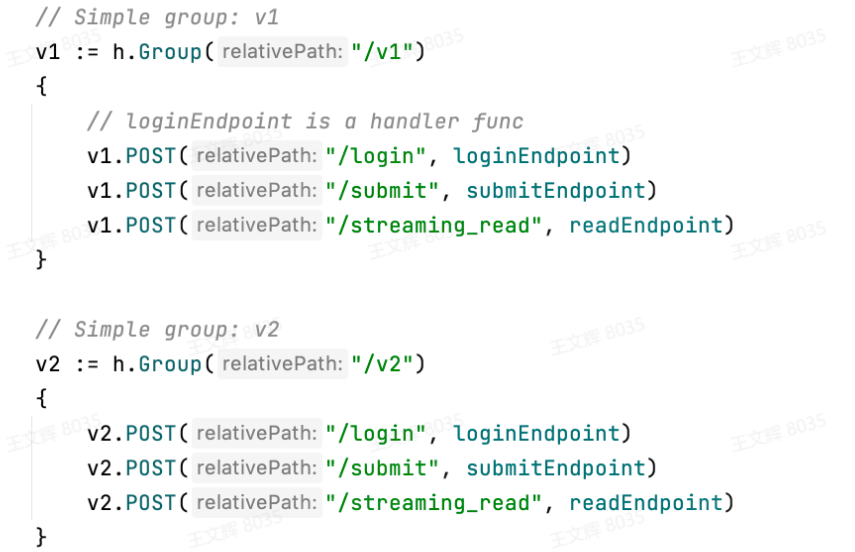 // Simple group: v1
v1 := h.Group( relativePath: "/v1")
{
// loginEndpoint is a handler func
v1.POST( relativePath: "/login", loginEndpoint)
v1.POST( relativePath: "/submit", submitEndpoint)
v1.POST( relativePath: "/streaming_read", readEndpoint)
}
// Simple group: v2
v2 := h.Group( relativePath: "/v2")
{
v2.POST( relativePath: "/login", loginEndpoint)
v2.POST( relativePath: "/submit", submitEndpoint)
v2.POST( relativePath: "/streaming_read", readEndpoint)
}
王文辉 8035